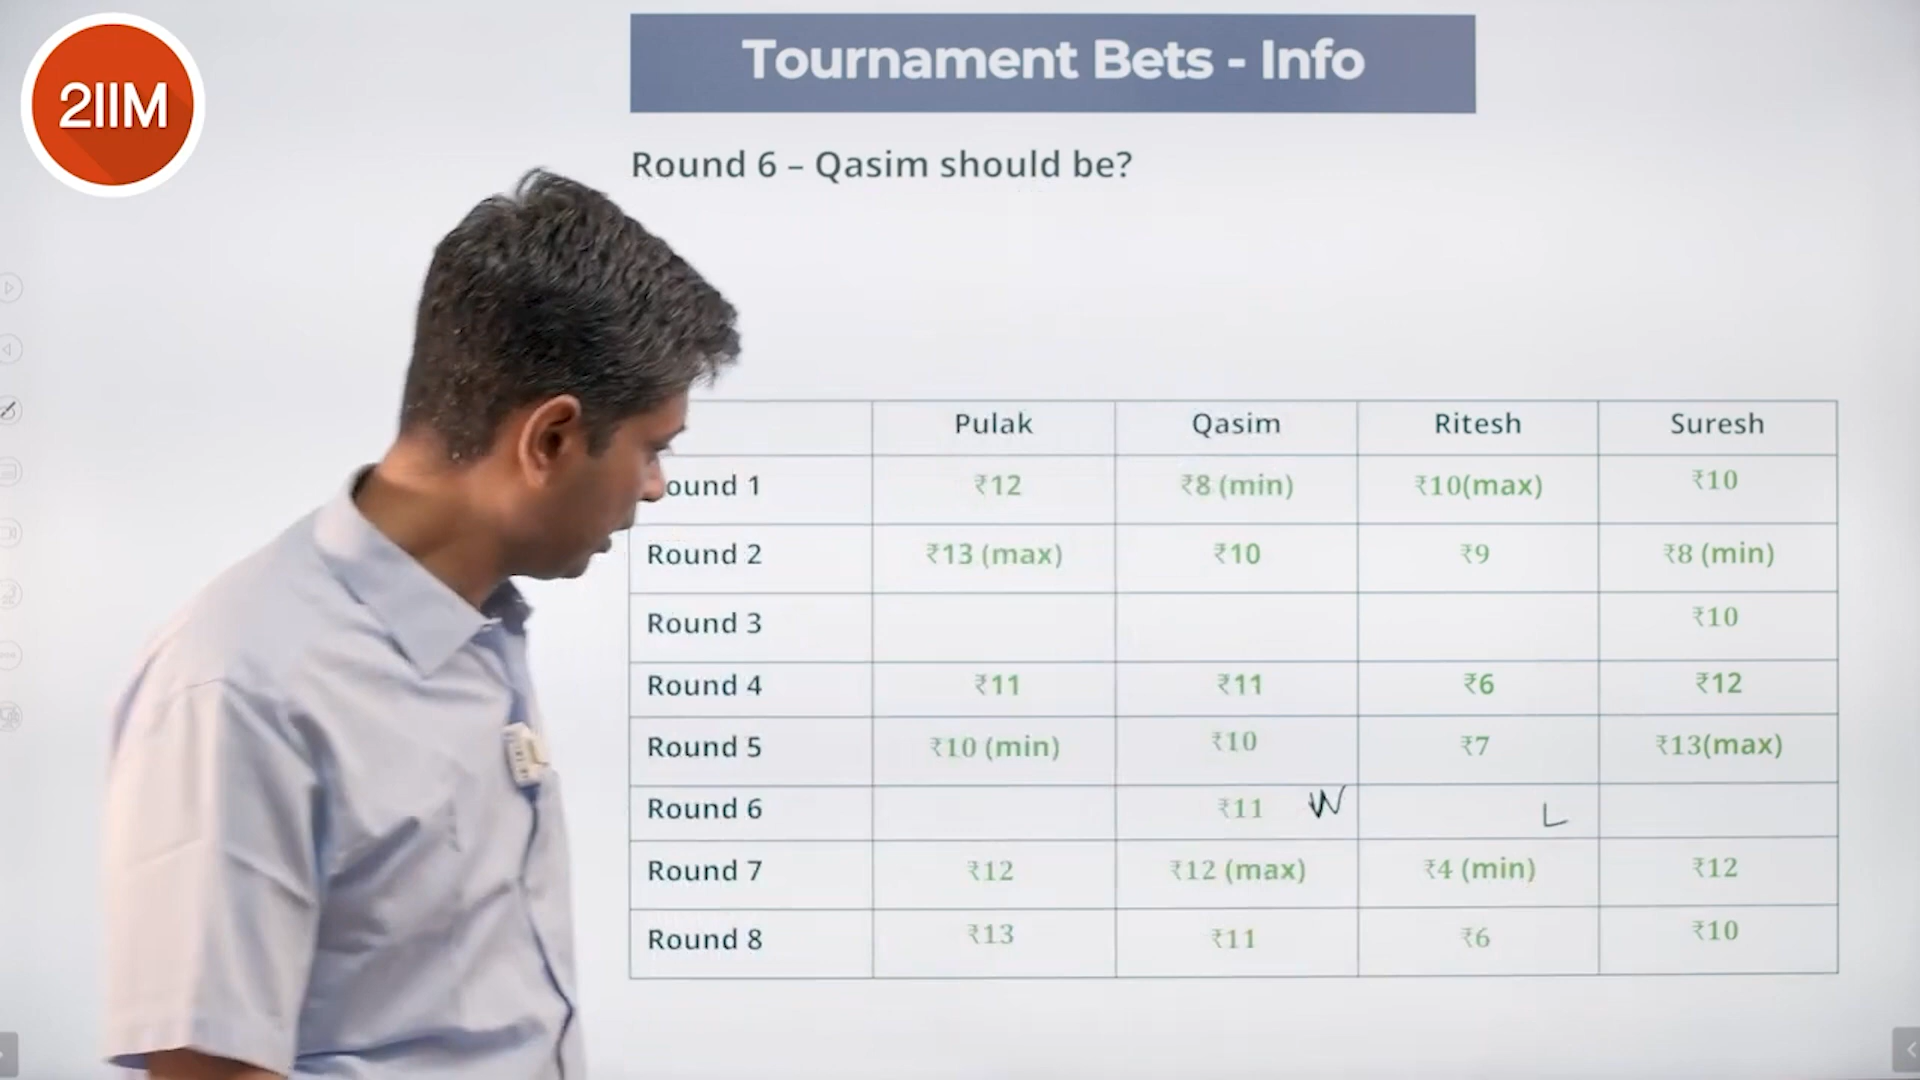 2IIM
Tournament Bets - Info
Round 6 – Qasim should be?
Pulak Qasim Ritesh Suresh
ound 1 ₹12 ₹8 (min) ₹10(max) ₹10
Round 2 ₹13 (max) ₹10 ₹9 ₹8 (min)
Round 3 ₹10
Round 4 ₹11 ₹11 ₹6 ₹12
Round 5 ₹10 (min) ₹10 ₹7 ₹13(max)
Round 6 ₹11 W L
Round 7 ₹12 ₹12 (max) ₹4 (min) ₹12
Round 8 ₹13 ₹11 ₹6 ₹10